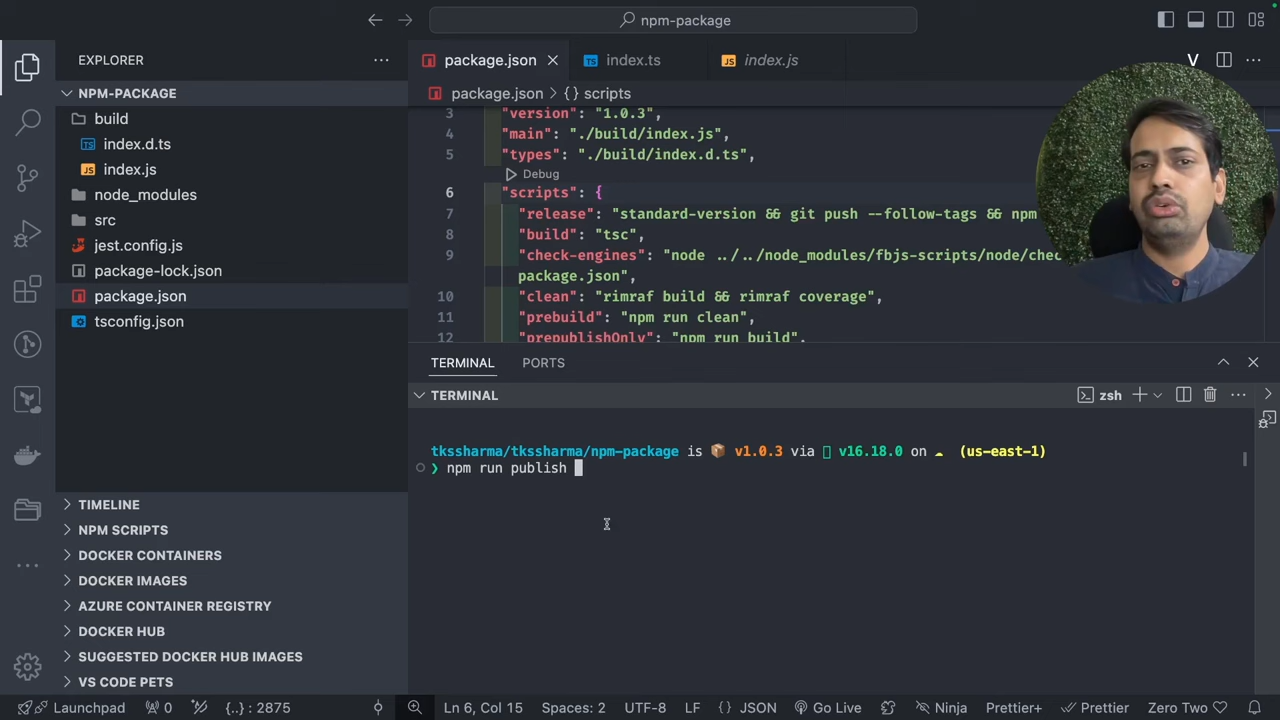 npm-package
EXPLORER
package.json
index.ts
index.js
V
NPM-PACKAGE
package.json > {} scripts
build
index.d.ts
index.js
node_modules
src
jest.config.js
package-lock.json
package.json
tsconfig.json
3 "version": "1.0.3",
4 "main": "./build/index.js",
5 "types": "./build/index.d.ts",
Debug
6 "scripts": {
7 "release": "standard-version && git push --follow-tags && npm
8 "build": "tsc",
9 "check-engines": "node ../../node_modules/fbjs-scripts/node/chec
package.json",
10 "clean": "rimraf build && rimraf coverage",
11 "prebuild": "npm run clean",
12 "prepublishOnly": "npm run build",
TERMINAL PORTS
TERMINAL
zsh
tkssharma/tkssharma/npm-package is 📦 v1.0.3 via v16.18.0 on ☁ (us-east-1)
❯ npm run publish
TIMELINE
NPM SCRIPTS
DOCKER CONTAINERS
DOCKER IMAGES
AZURE CONTAINER REGISTRY
DOCKER HUB
SUGGESTED DOCKER HUB IMAGES
VS CODE PETS
Launchpad 0 {..} : 2875 Ln 6, Col 15 Spaces: 2 UTF-8 LF {} JSON Go Live Ninja Prettier+ Prettier Zero Two